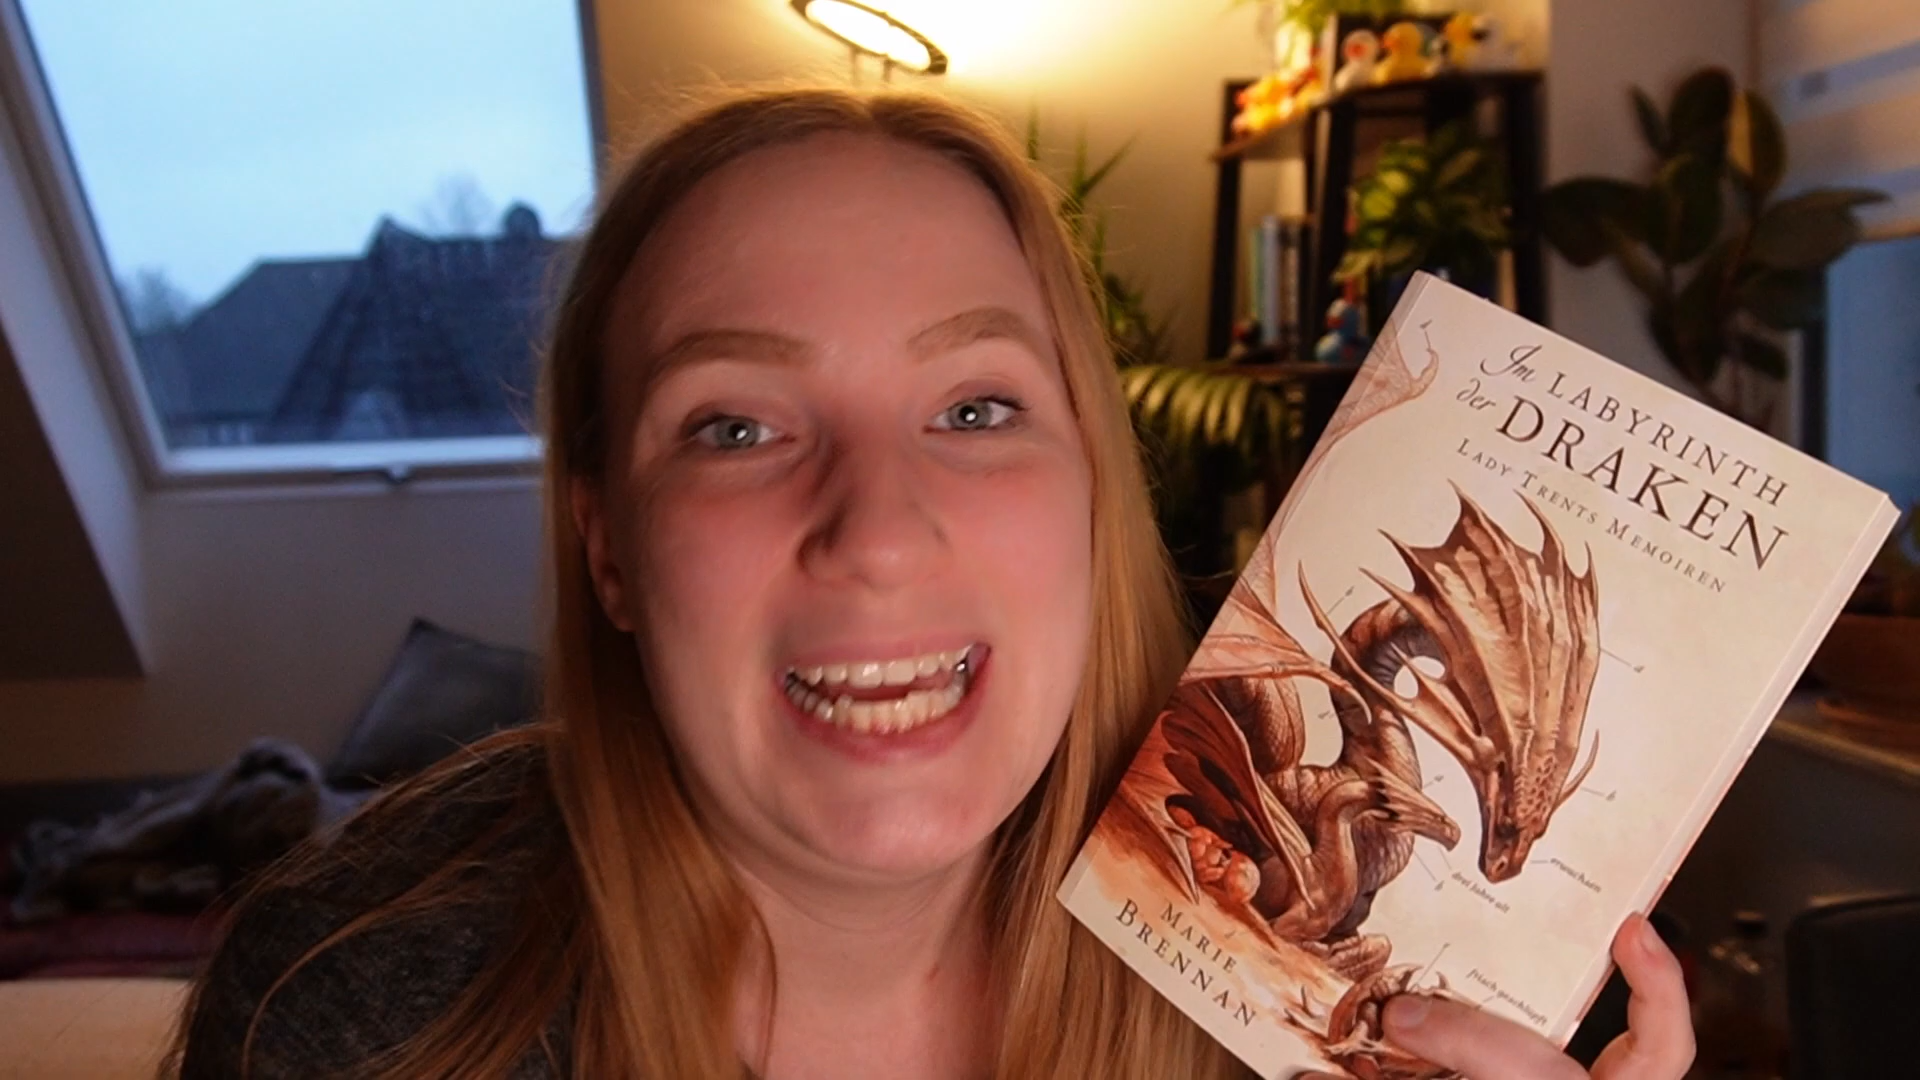 Im LABYRINTH
der DRAKEN
LADY TRENTS MEMOIREN
a
b
a
b
erwachsen
drei Jahre alt
b
frisch geschlüpft
MARIE
BRENNAN